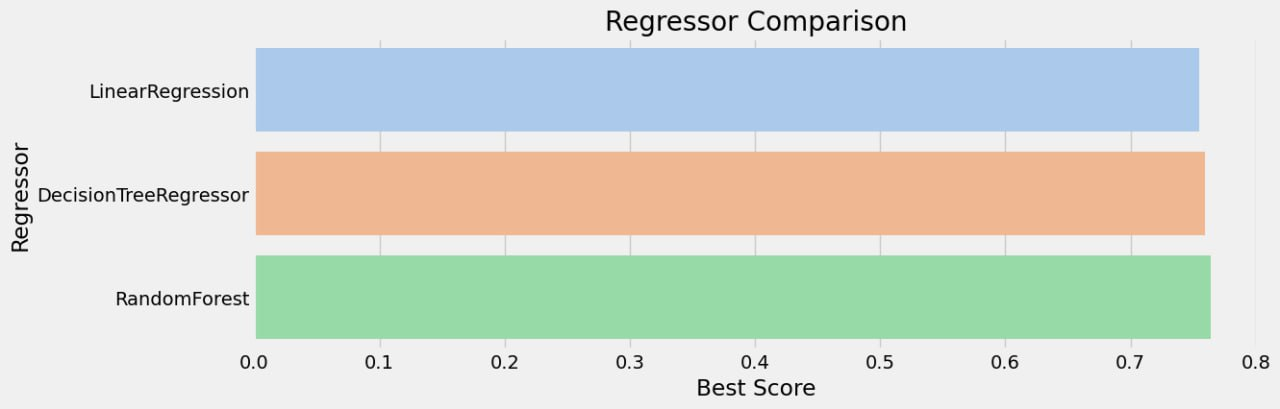 Regressor Comparison
Regressor
LinearRegression
DecisionTreeRegressor
RandomForest
0.0 0.1 0.2 0.3 0.4 0.5 0.6 0.7 0.8
Best Score